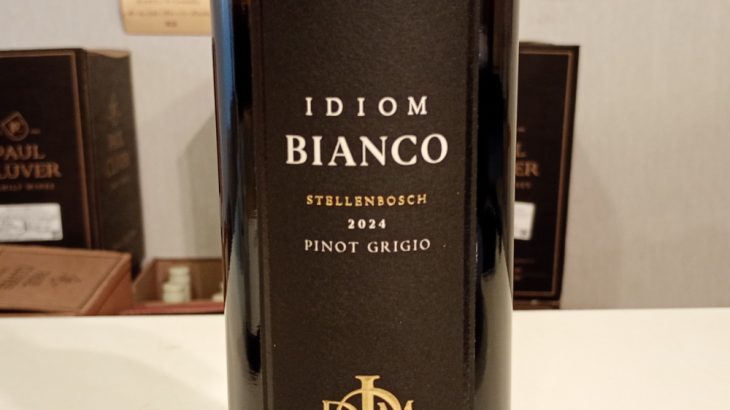 IDIOM
BIANCO
STELLENBOSCH
2024
PINOT GRIGIO
PAUL
CLUVER